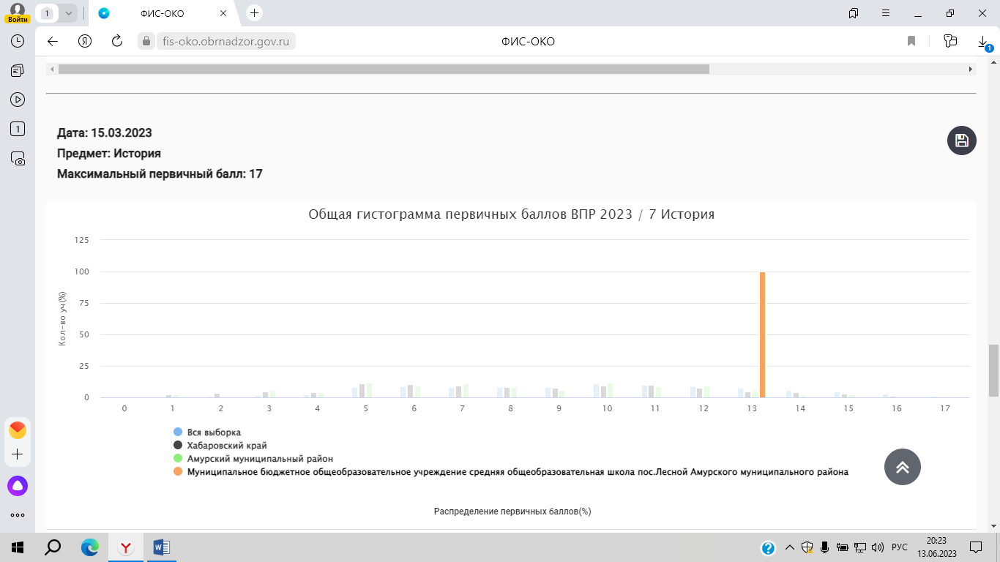 Войти
1
ФИС-ОКО
fis-oko.obrnadzor.gov.ru
ФИС-ОКО
1
1
Дата: 15.03.2023
Предмет: История
Максимальный первичный балл: 17
Общая гистограмма первичных баллов ВПР 2023 / 7 История
Кол-во уч(%)
125
100
75
50
25
0
0 1 2 3 4 5 6 7 8 9 10 11 12 13 14 15 16 17
Вся выборка
Хабаровский край
Амурский муниципальный район
Муниципальное бюджетное общеобразовательное учреждение средняя общеобразовательная школа пос.Лесной Амурского муниципального района
Распределение первичных баллов(%)
РУС
20:23
13.06.2023